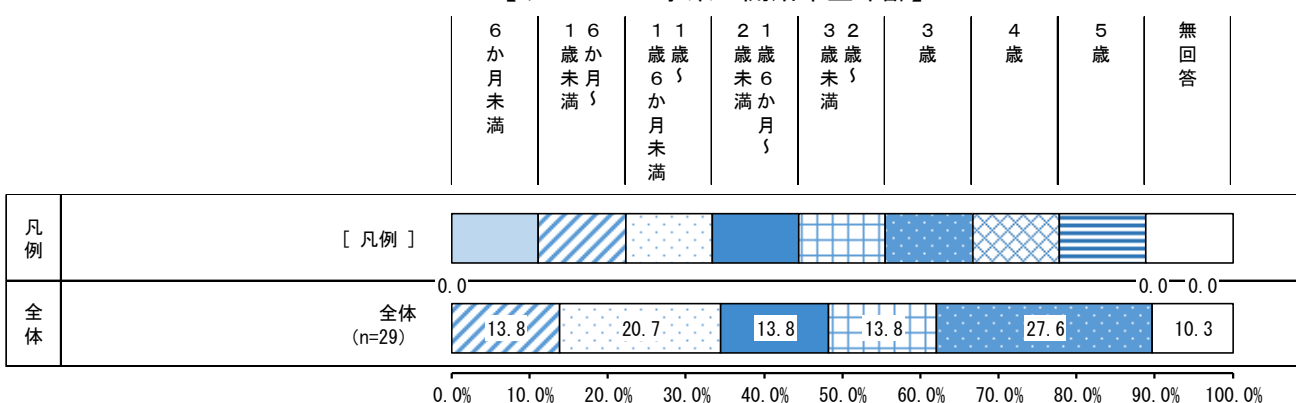 6か月未満
6か月～
1歳未満
1歳～
1歳6か月未満
1歳6か月～
2歳未満
2歳～
3歳未満
3歳
4歳
5歳
無回答
凡例
[ 凡例 ]
0.0
0.0
0.0
全体
全体
(n=29)
13.8
20.7
13.8
13.8
27.6
10.3
0.0% 10.0% 20.0% 30.0% 40.0% 50.0% 60.0% 70.0% 80.0% 90.0% 100.0%